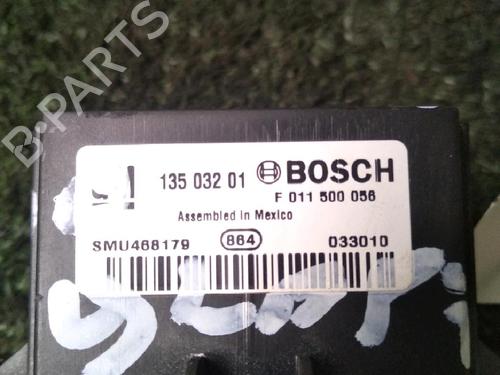 B-PARTS
135 032 01 BOSCH
F 011 500 056
Assembled in Mexico
SMU468179 864 033010